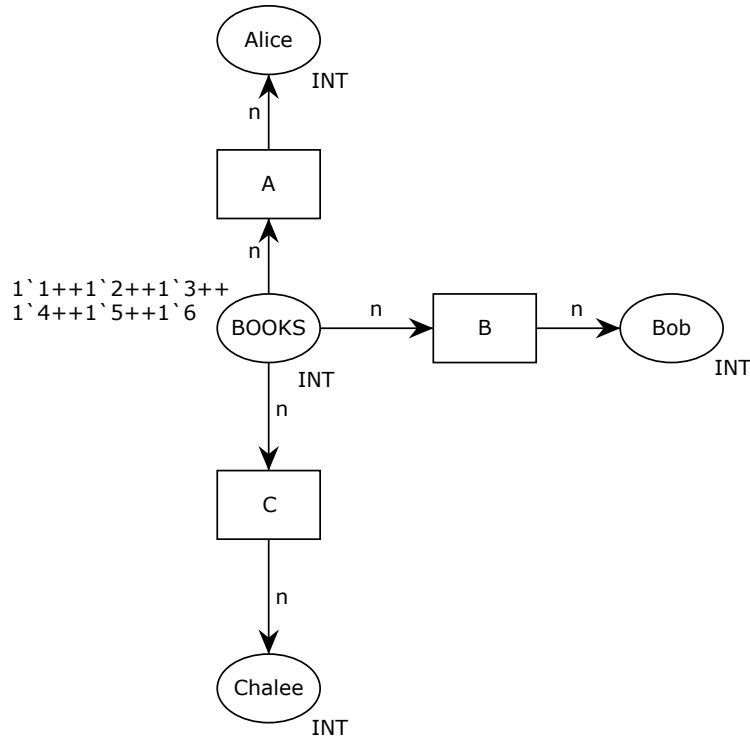 Alice
INT
n
A
n
1`1++1`2++1`3++
1`4++1`5++1`6
BOOKS
INT
n
B
n
Bob
INT
n
C
n
Chalee
INT